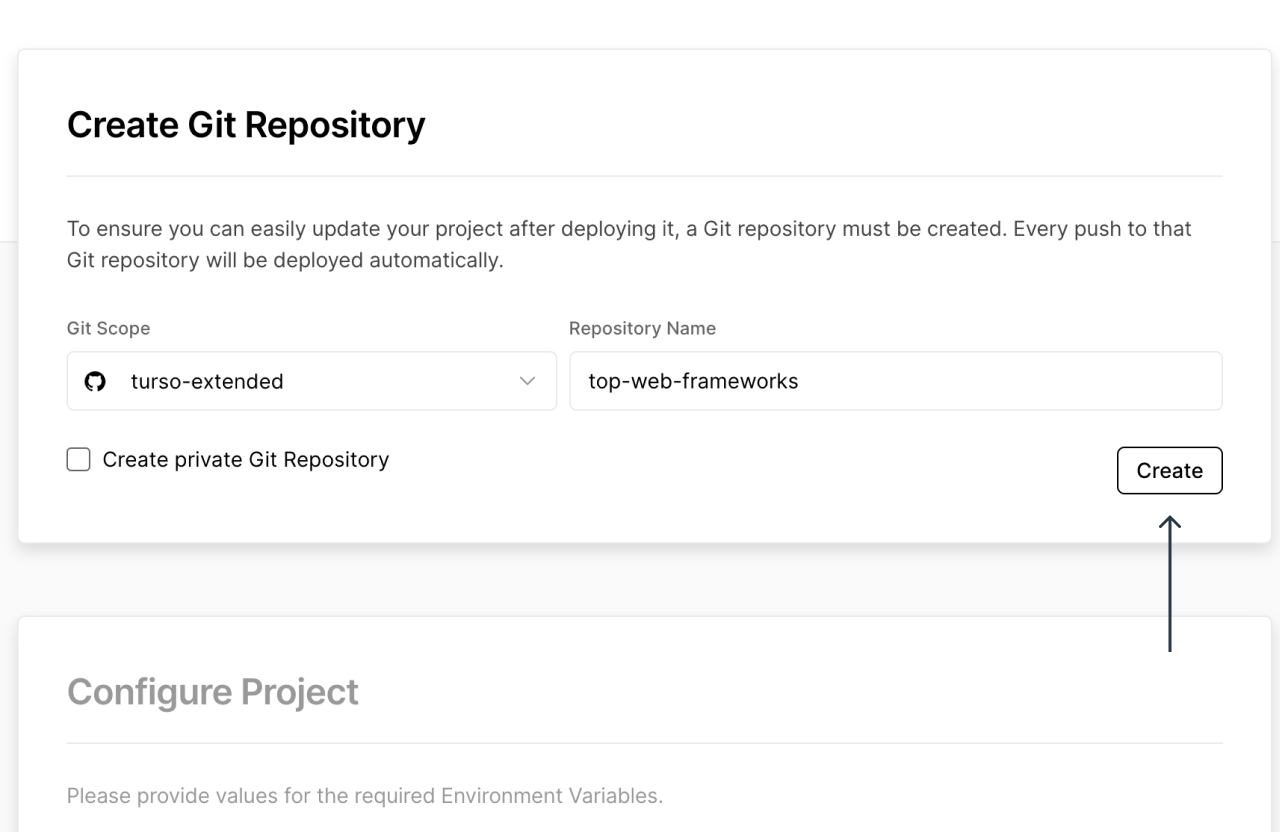 Create Git Repository
To ensure you can easily update your project after deploying it, a Git repository must be created. Every push to that
Git repository will be deployed automatically.
Git Scope
Repository Name
turso-extended
top-web-frameworks
Create private Git Repository
Create
Configure Project
Please provide values for the required Environment Variables.